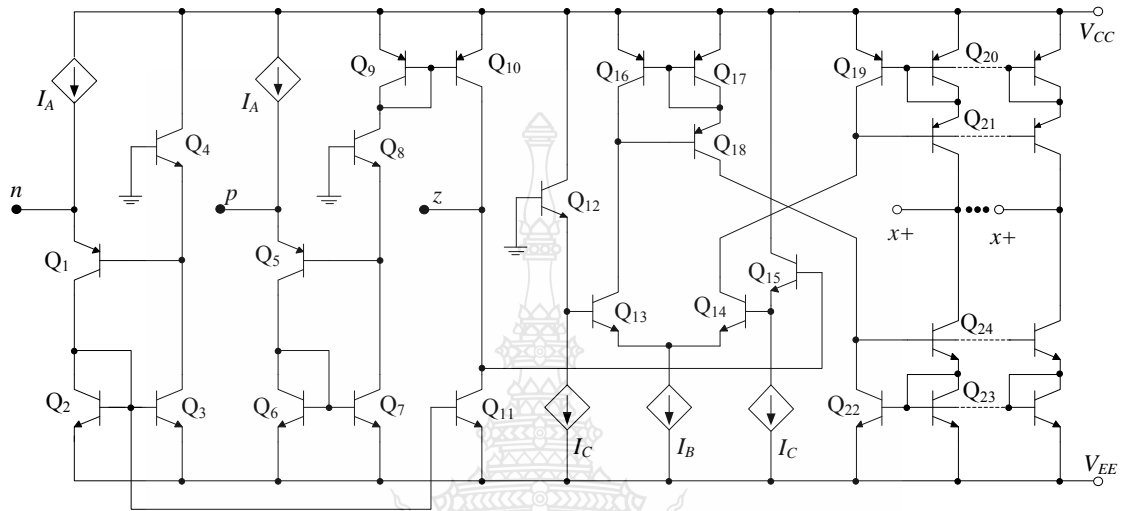 V_CC
Q9 Q10 Q16 Q17 Q19 Q20
I_A I_A
Q4 Q8 Q18 Q21
n p z Q12 x+ x+
Q1 Q5 Q15
Q13 Q14
Q24
Q2 Q3 Q6 Q7 Q11 Q22 Q23
I_C I_B I_C
V_EE